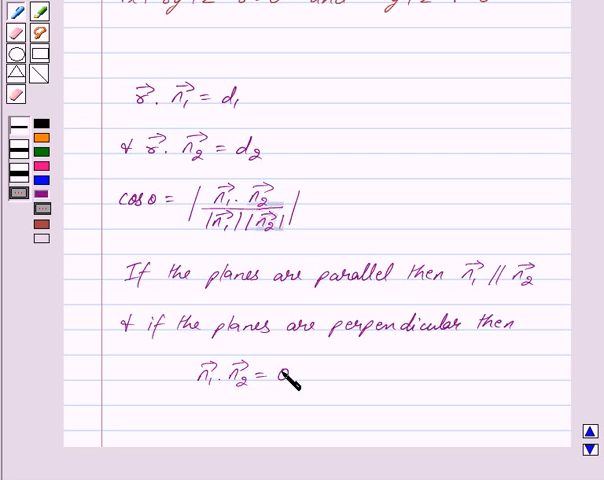 r⃗ . n⃗₁ = d₁
& r⃗ . n⃗₂ = d₂
cos θ = | n⃗₁ . n⃗₂ / |n⃗₁| |n⃗₂| |
If the planes are parallel then n⃗₁ // n⃗₂
& if the planes are perpendicular then
n⃗₁ . n⃗₂ = 0